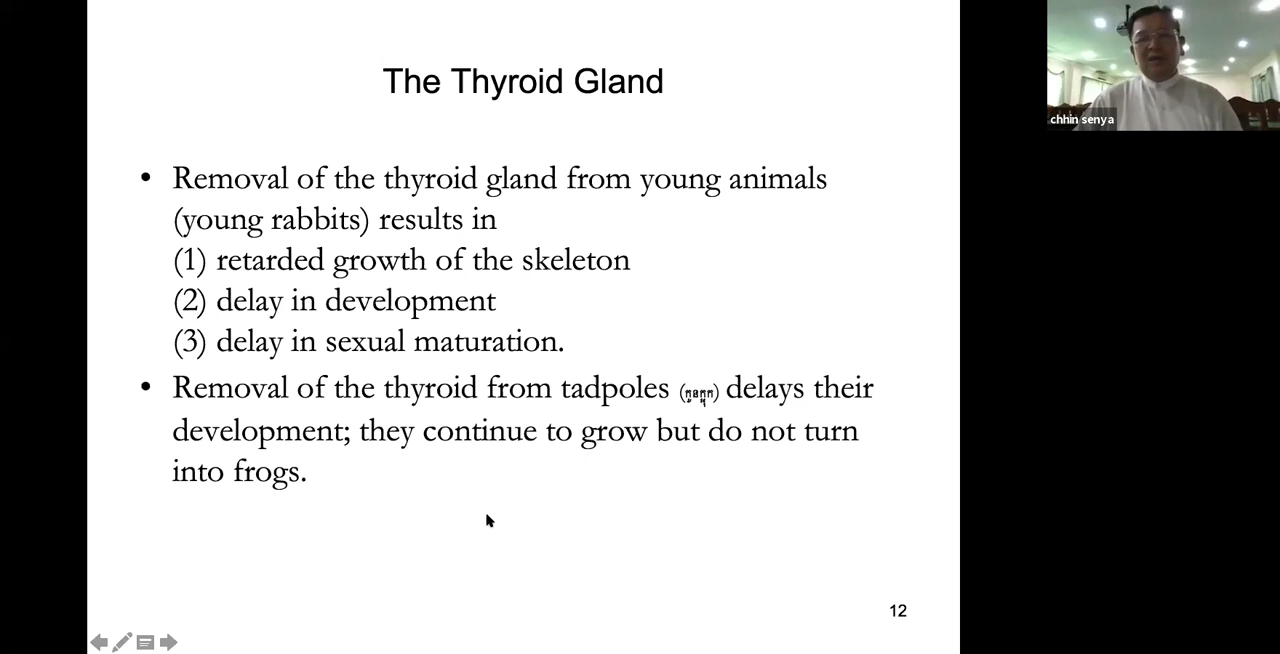 The Thyroid Gland
• Removal of the thyroid gland from young animals
(young rabbits) results in
(1) retarded growth of the skeleton
(2) delay in development
(3) delay in sexual maturation.
• Removal of the thyroid from tadpoles (កូនក្អុក) delays their
development; they continue to grow but do not turn
into frogs.
12
chhin senya